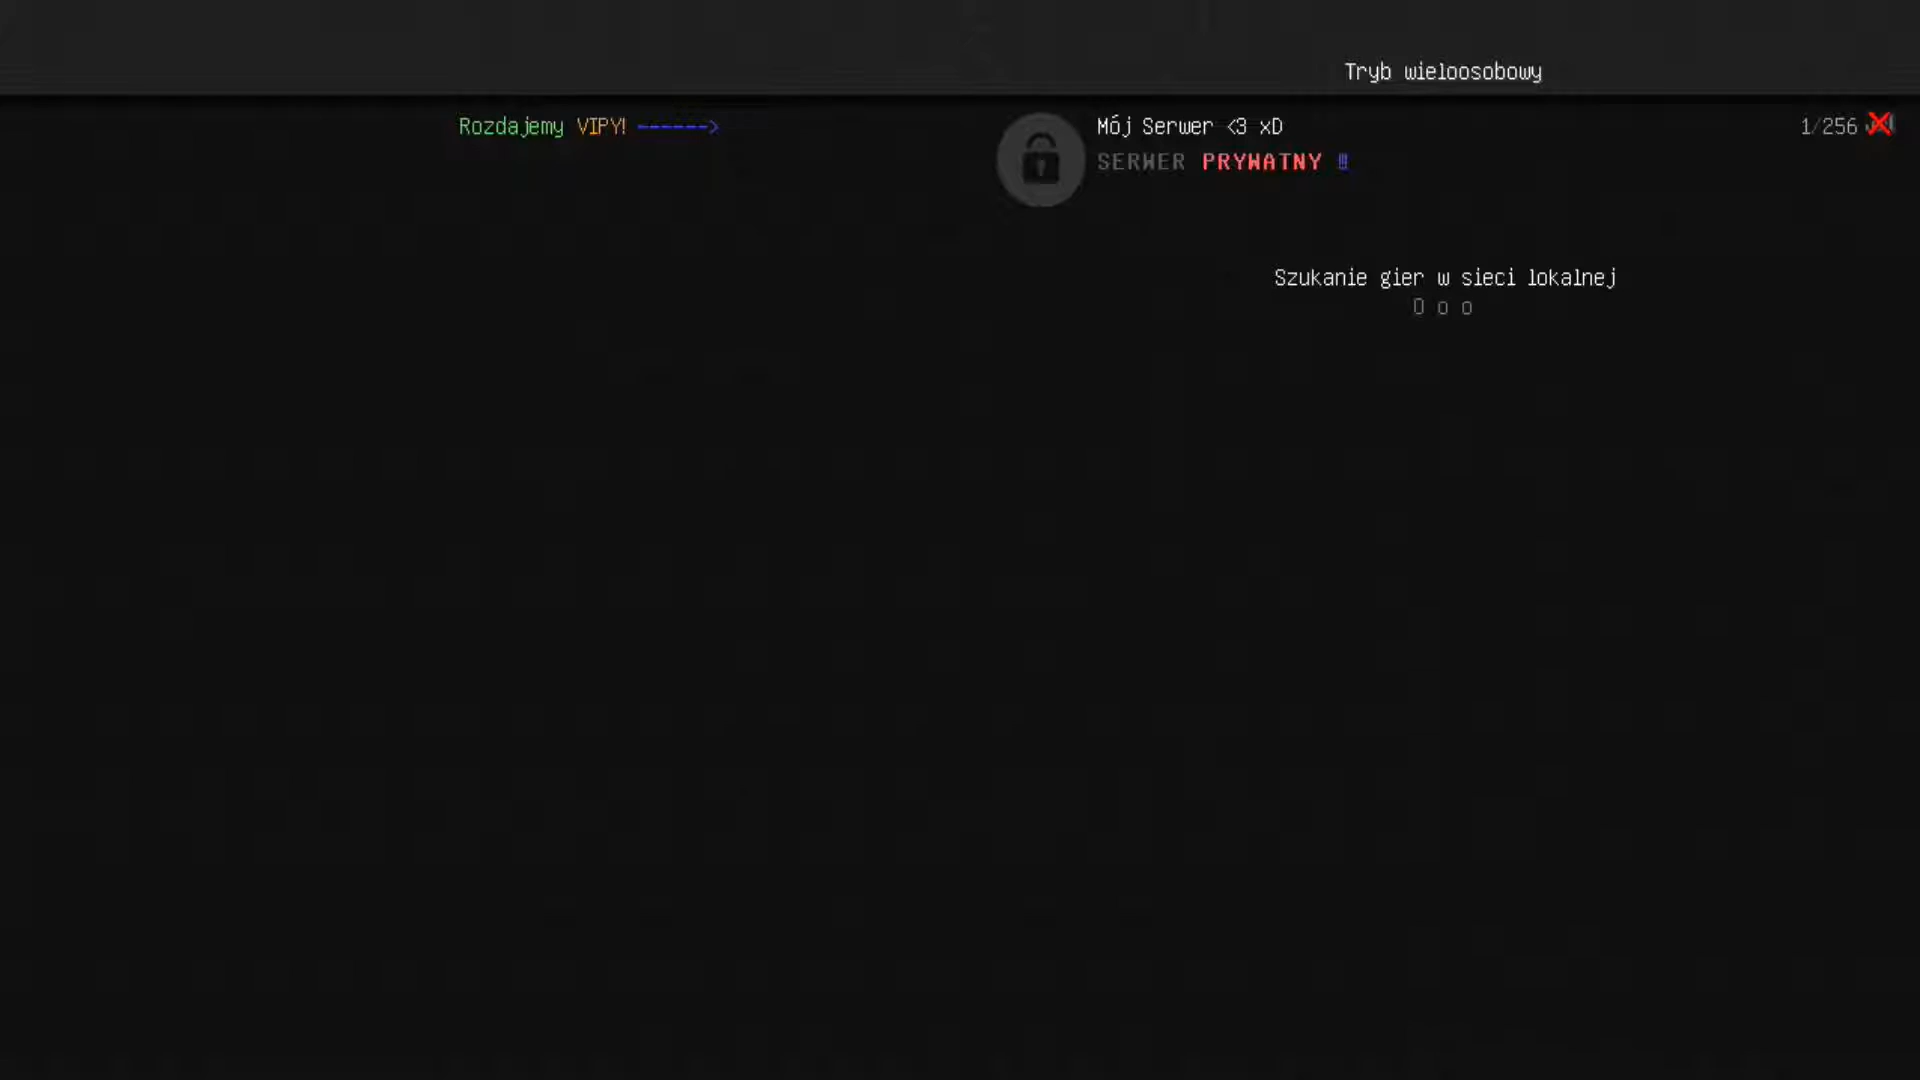 Tryb wieloosobowy
Rozdajemy VIPY! ------>
Mój Serwer <3 xD
1/256
SERWER PRYWATNY !!!
Szukanie gier w sieci lokalnej
O o o